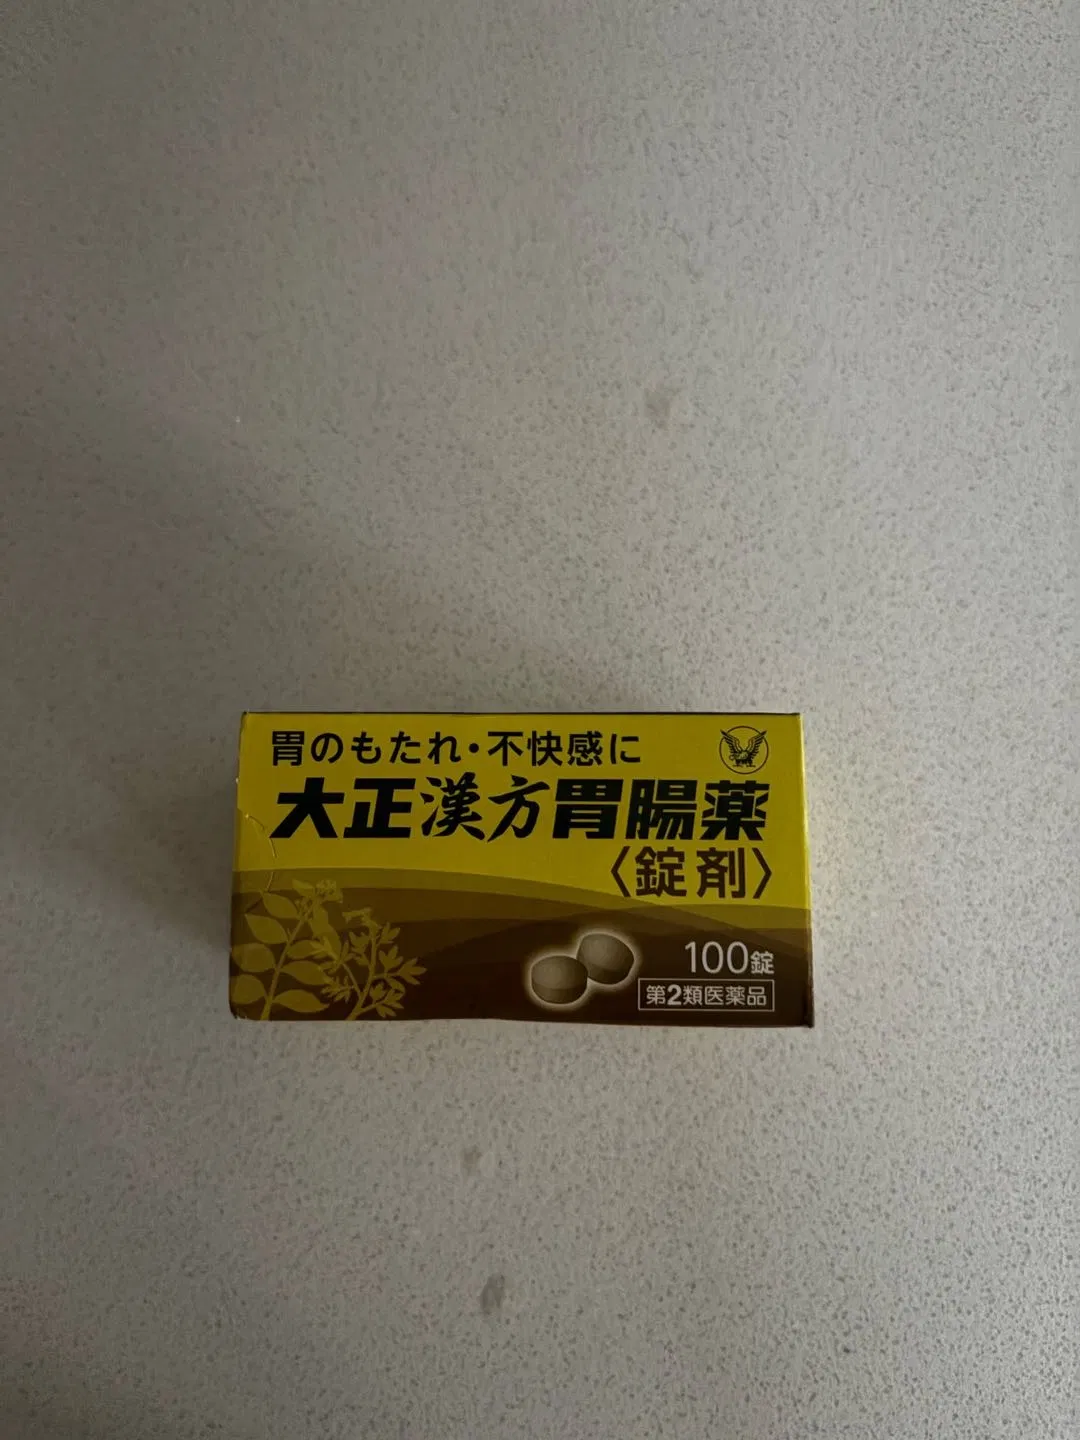 胃のもたれ・不快感に
大正漢方胃腸薬
〈錠剤〉
100錠
第2類医薬品